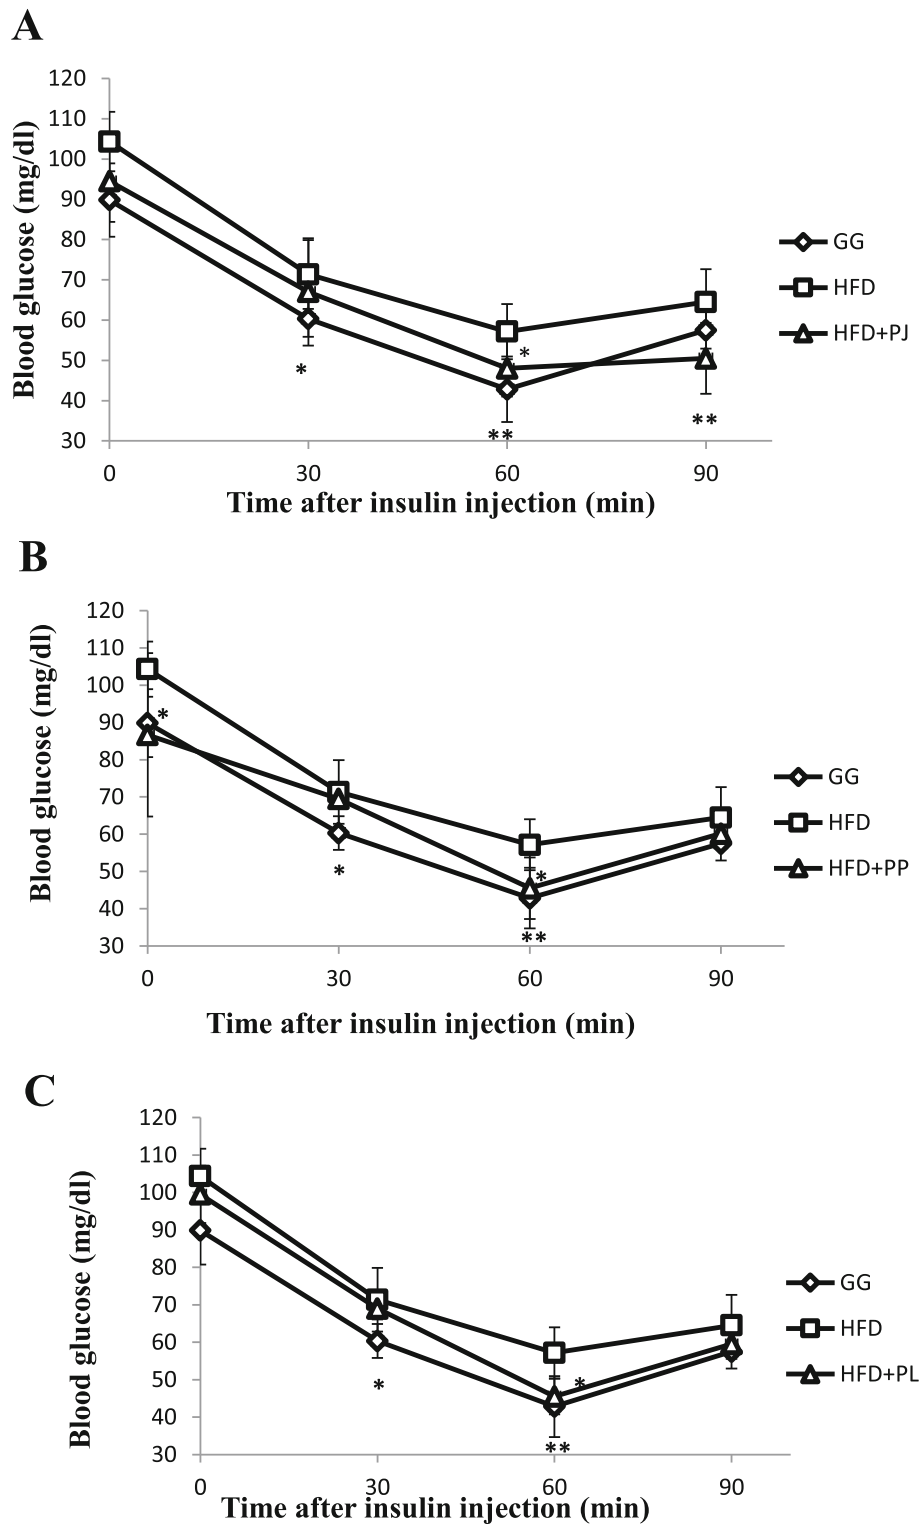 A
120
110
100
90
80
70
60
50
40
30
Blood glucose (mg/dl)
*
**
*
**
0 30 60 90
Time after insulin injection (min)
GG
HFD
HFD+PJ
B
120
110
100
90
80
70
60
50
40
30
Blood glucose (mg/dl)
*
*
*
**
0 30 60 90
Time after insulin injection (min)
GG
HFD
HFD+PP
C
120
110
100
90
80
70
60
50
40
30
Blood glucose (mg/dl)
*
*
**
0 30 60 90
Time after insulin injection (min)
GG
HFD
HFD+PL